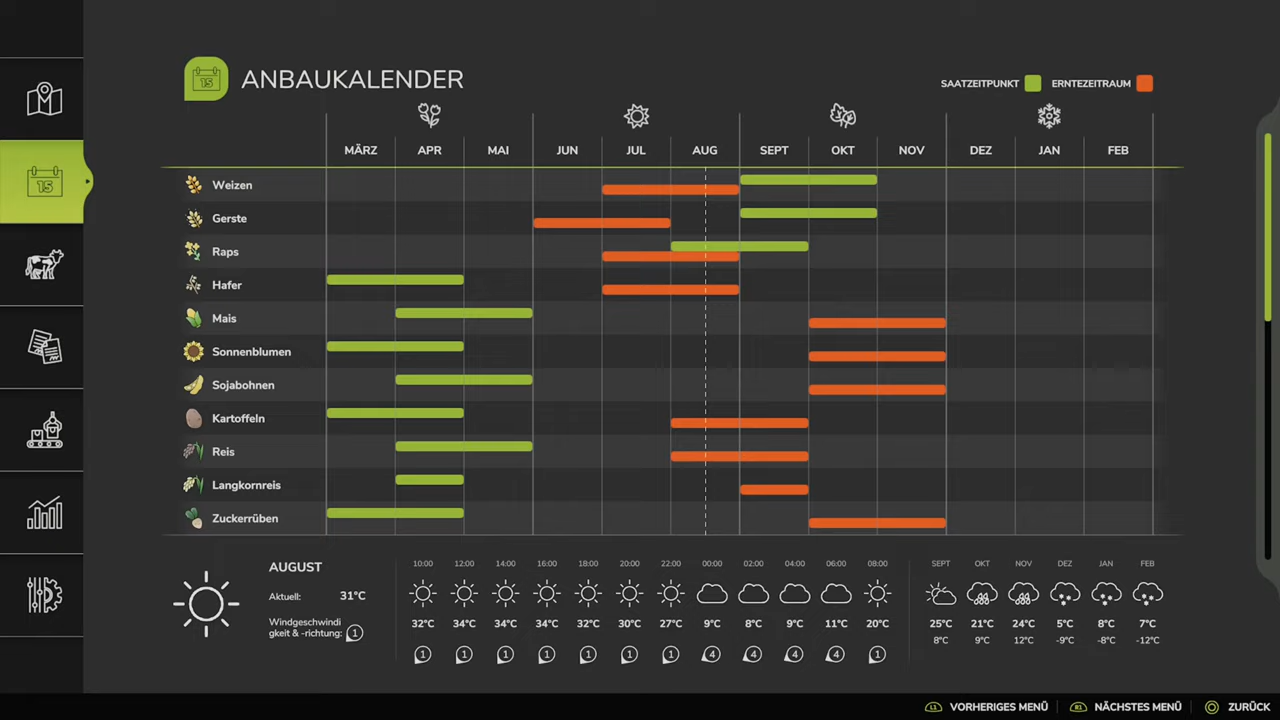 ANBAUKALENDER
15
SAATZEITPUNKT ERNTEZEITRAUM
MÄRZ APR MAI JUN JUL AUG SEPT OKT NOV DEZ JAN FEB
15
Weizen
Gerste
Raps
Hafer
Mais
Sonnenblumen
Sojabohnen
Kartoffeln
Reis
Langkornreis
Zuckerrüben
AUGUST
Aktuell: 31°C
Windgeschwindi
gkeit & -richtung: 1
10:00 12:00 14:00 16:00 18:00 20:00 22:00 00:00 02:00 04:00 06:00 08:00
32°C 34°C 34°C 34°C 32°C 30°C 27°C 9°C 8°C 9°C 11°C 20°C
1 1 1 1 1 1 1 4 4 4 4 1
SEPT OKT NOV DEZ JAN FEB
25°C 21°C 24°C 5°C 8°C 7°C
8°C 9°C 12°C -9°C -8°C -12°C
L1 VORHERIGES MENÜ R1 NÄCHSTES MENÜ ZURÜCK